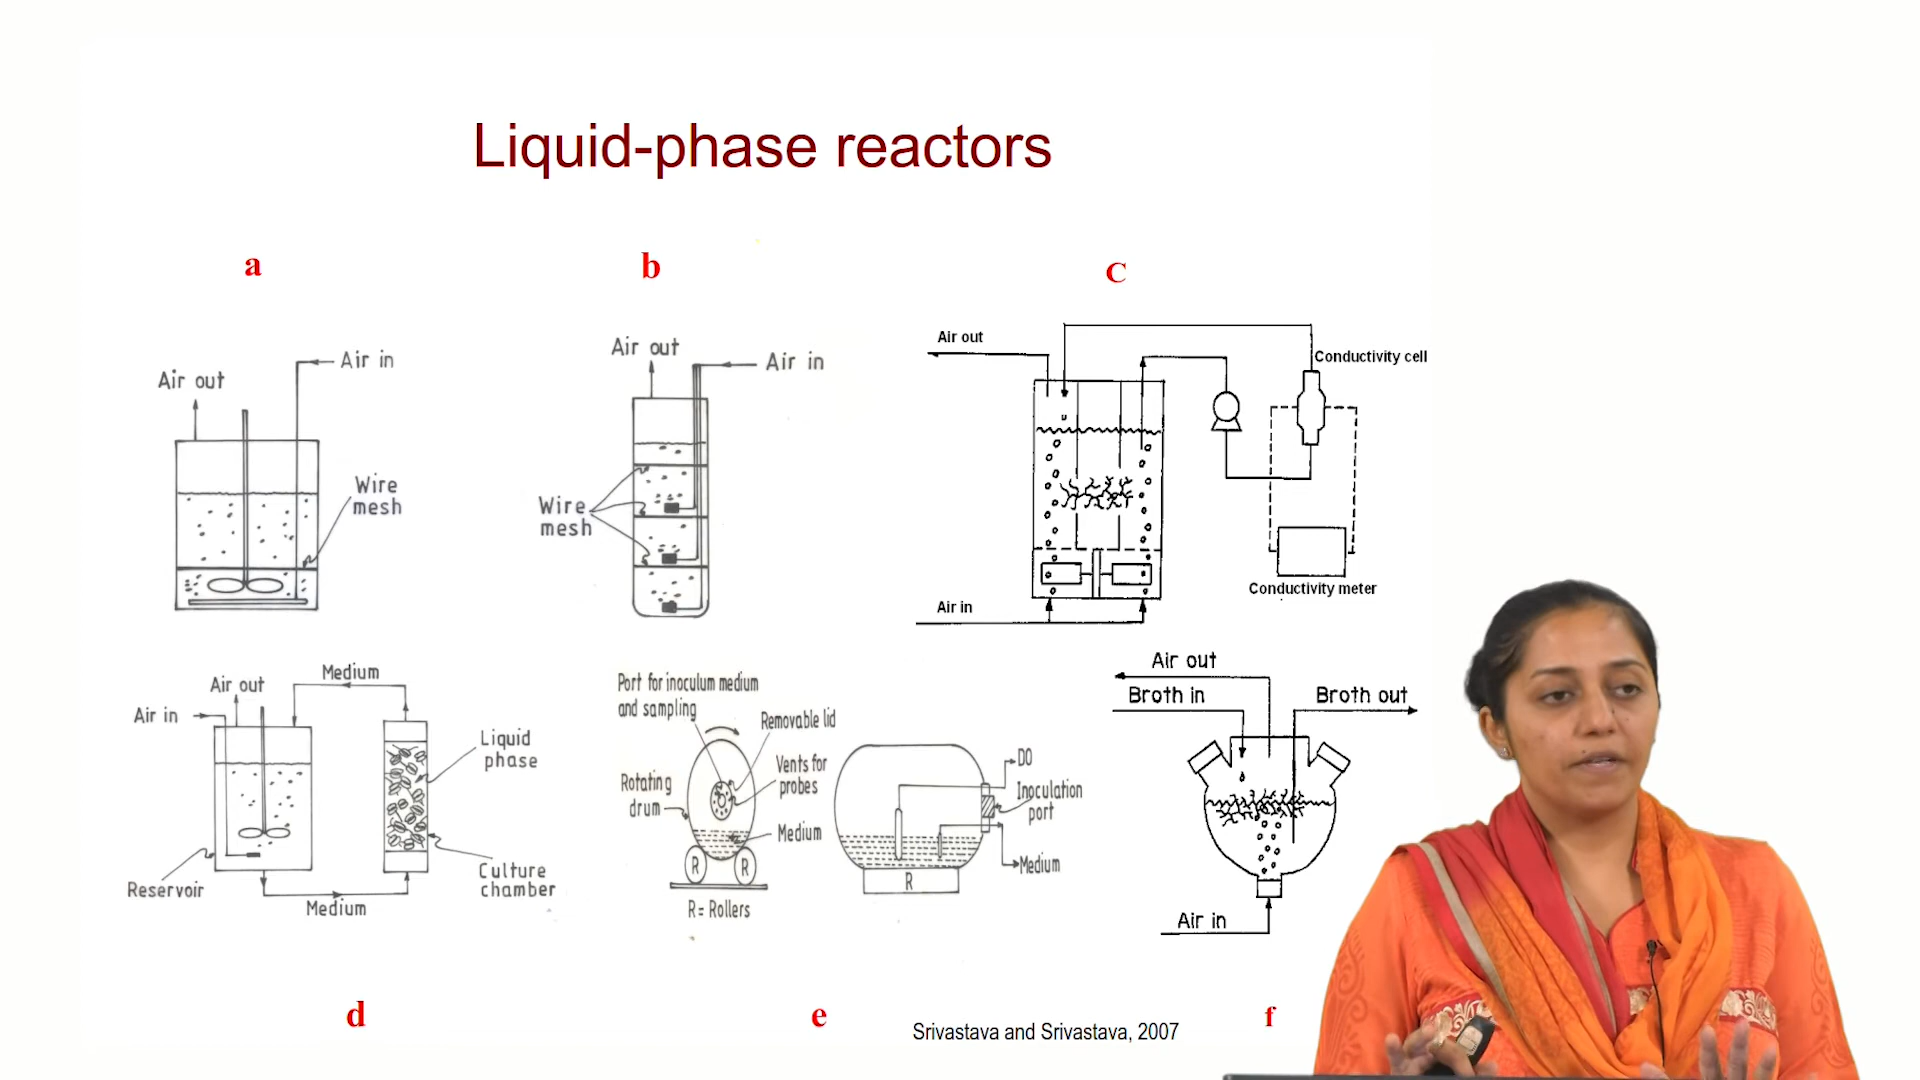 Liquid-phase reactors
a
b
C
Air out
Air in
Wire
mesh
Air out
Air in
Wire
mesh
Air out
Conductivity cell
Conductivity meter
Air in
Medium
Air out
Air in
Liquid
phase
Culture
chamber
Reservoir
Medium
Port for inoculum medium
and sampling
Removable lid
Vents for
probes
Rotating
drum
Medium
R
R
R= Rollers
DO
Inoculation
port
Medium
R
Air out
Broth in
Broth out
Air in
d
e
f
Srivastava and Srivastava, 2007